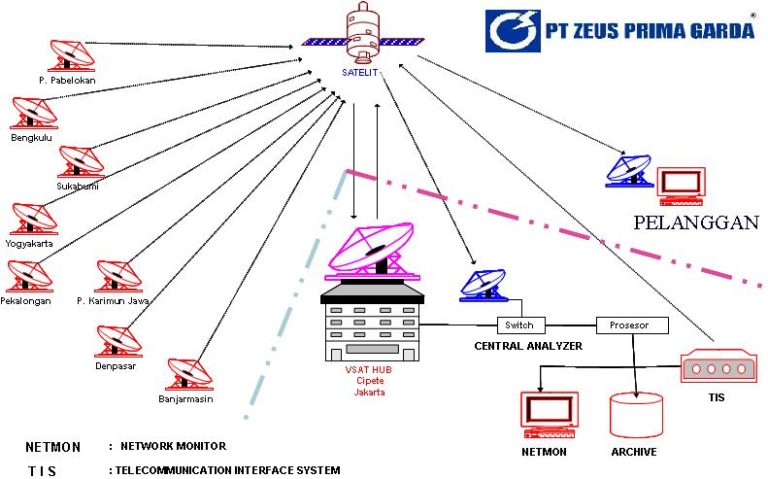 PT ZEUS PRIMA GARDA®
SATELIT
P. Pabelokan
Bengkulu
Sukabumi
Yogyakarta
Pekalongan
P. Karimun Jawa
Denpasar
Banjarmasin
PELANGGAN
Switch
Prosesor
CENTRAL ANALYZER
VSAT HUB
Cipete
Jakarta
TIS
NETMON
ARCHIVE
NETMON : NETWORK MONITOR
T I S : TELECOMMUNICATION INTERFACE SYSTEM